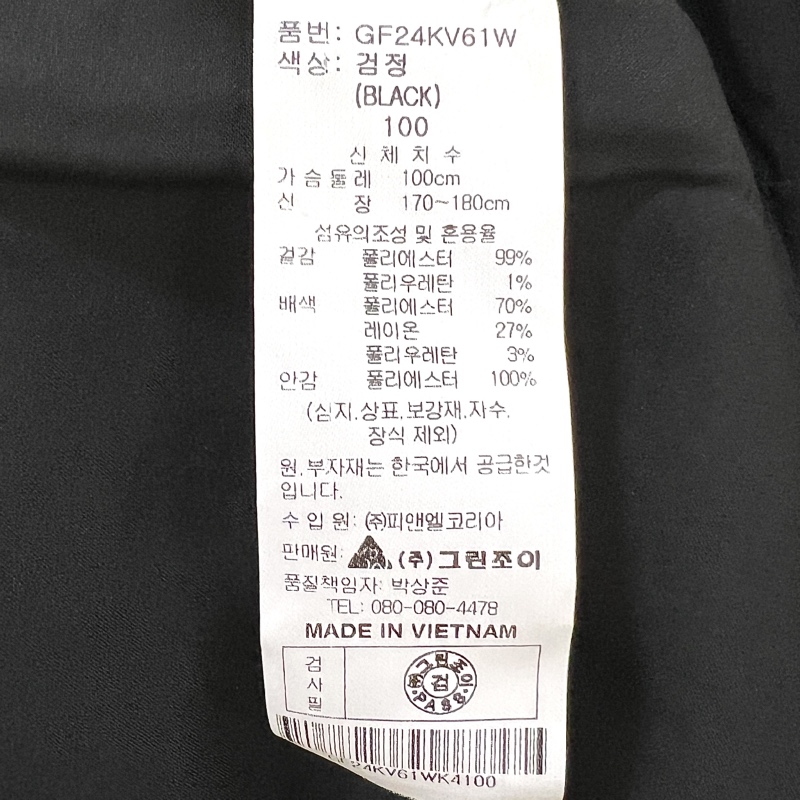 품번: GF24KV61W
색상: 검정
(BLACK)
100
신 체 치 수
가 슴 둘 레 100cm
신 장 170~180cm
섬유의조성 및 혼용율
겉감 폴리에스터 99%
폴리우레탄 1%
배색 폴리에스터 70%
레이온 27%
폴리우레탄 3%
안감 폴리에스터 100%
(심지,상표,보강재,자수,
장식 제외)
원,부자재는 한국에서 공급한것
입니다.
수 입 원: ㈜피앤엘코리아
판매원: (주)그린조이
품질책임자: 박상준
TEL: 080-080-4478
MADE IN VIETNAM
검
사
필
㈜그린조이
검
PASS
GF24KV61WK4100